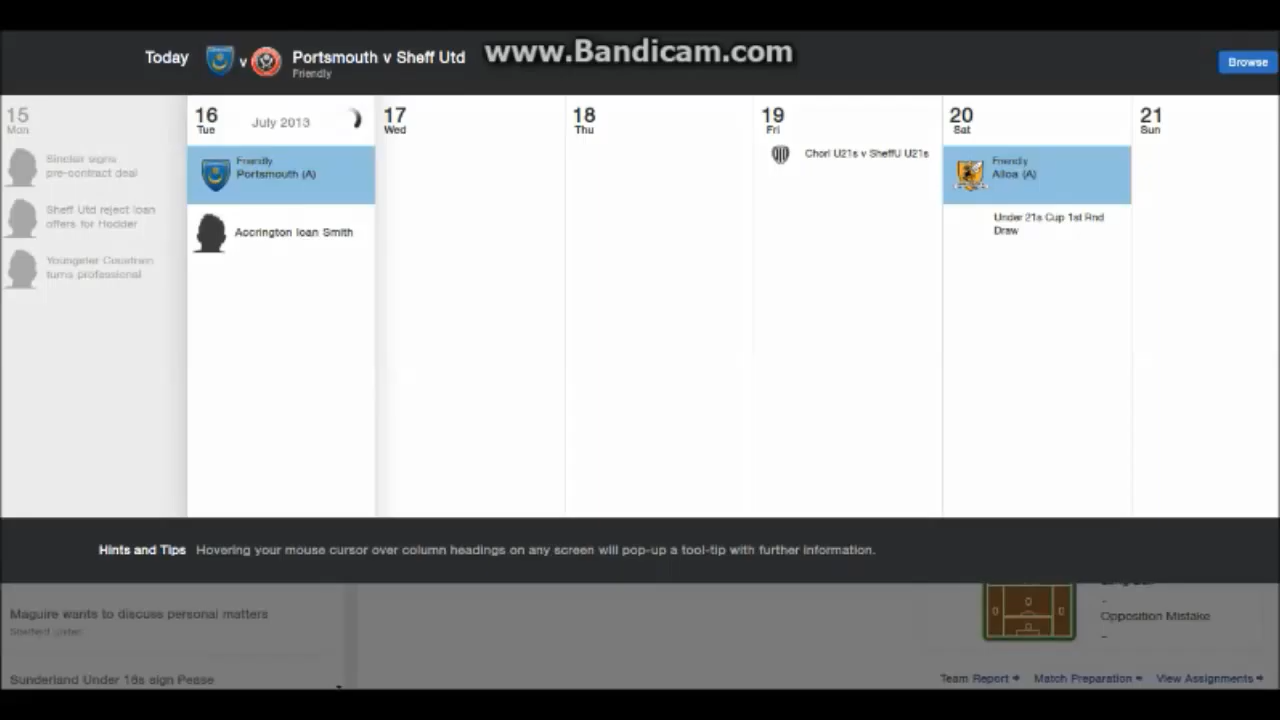 Today
v
Portsmouth v Sheff Utd
Friendly
www.Bandicam.com
Browse
15
Mon
Sinclair signs
pre-contract deal
Sheff Utd reject loan
offers for Hodder
Youngster
turns professional
16
Tue
July 2013
Friendly
Portsmouth (A)
Accrington loan Smith
17
Wed
18
Thu
19
Fri
Chorl U21s v SheffU U21s
20
Sat
Friendly
Alloa (A)
Under 21s Cup 1st Rnd
Draw
21
Sun
Hints and Tips Hovering your mouse cursor over column headings on any screen will pop-up a tool-tip with further information.
Maguire wants to discuss personal matters
Sheffield United
Sunderland Under 18s sign Pease
0
0
0
0
-
Opposition Mistake
-
Team Report
Match Preparation
View Assignments